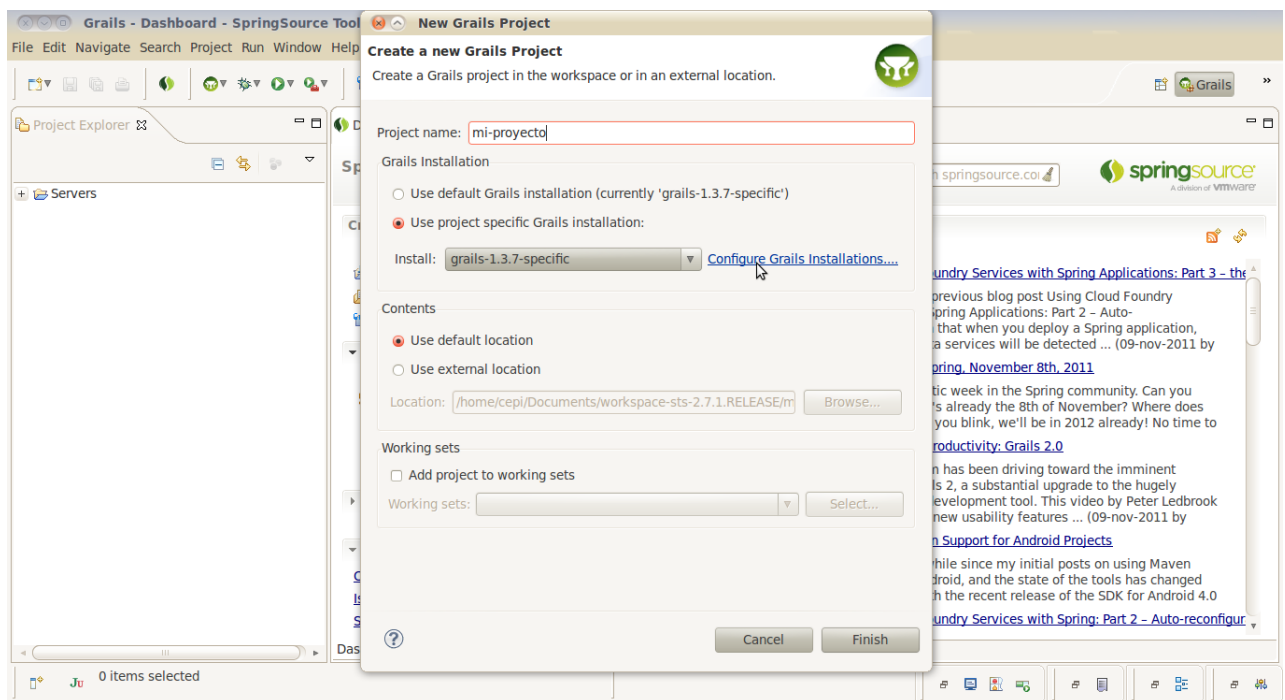 Grails - Dashboard - SpringSource Tool
New Grails Project
File Edit Navigate Search Project Run Window Help
Create a new Grails Project
Create a Grails project in the workspace or in an external location.
Grails
»
Project Explorer
Project name: mi-proyecto
Grails Installation
springsource.co
springsource
A division of vmware
Servers
Use default Grails installation (currently 'grails-1.3.7-specific')
Use project specific Grails installation:
Install: grails-1.3.7-specific
Configure Grails Installations....
oundry Services with Spring Applications: Part 3 – the
previous blog post Using Cloud Foundry
Spring Applications: Part 2 – Auto-
that when you deploy a Spring application,
a services will be detected ... (09-nov-2011 by
Contents
Use default location
Use external location
Location: /home/cepi/Documents/workspace-sts-2.7.1.RELEASE/m
Browse...
pring, November 8th, 2011
tic week in the Spring community. Can you
's already the 8th of November? Where does
you blink, we'll be in 2012 already! No time to
Working sets
Add project to working sets
Working sets:
Select...
roductivity: Grails 2.0
has been driving toward the imminent
ls 2, a substantial upgrade to the hugely
evelopment tool. This video by Peter Ledbrook
new usability features ... (09-nov-2011 by
n Support for Android Projects
while since my initial posts on using Maven
droid, and the state of the tools has changed
h the recent release of the SDK for Android 4.0
oundry Services with Spring: Part 2 – Auto-reconfigur
Cancel
Finish
Das
0 items selected